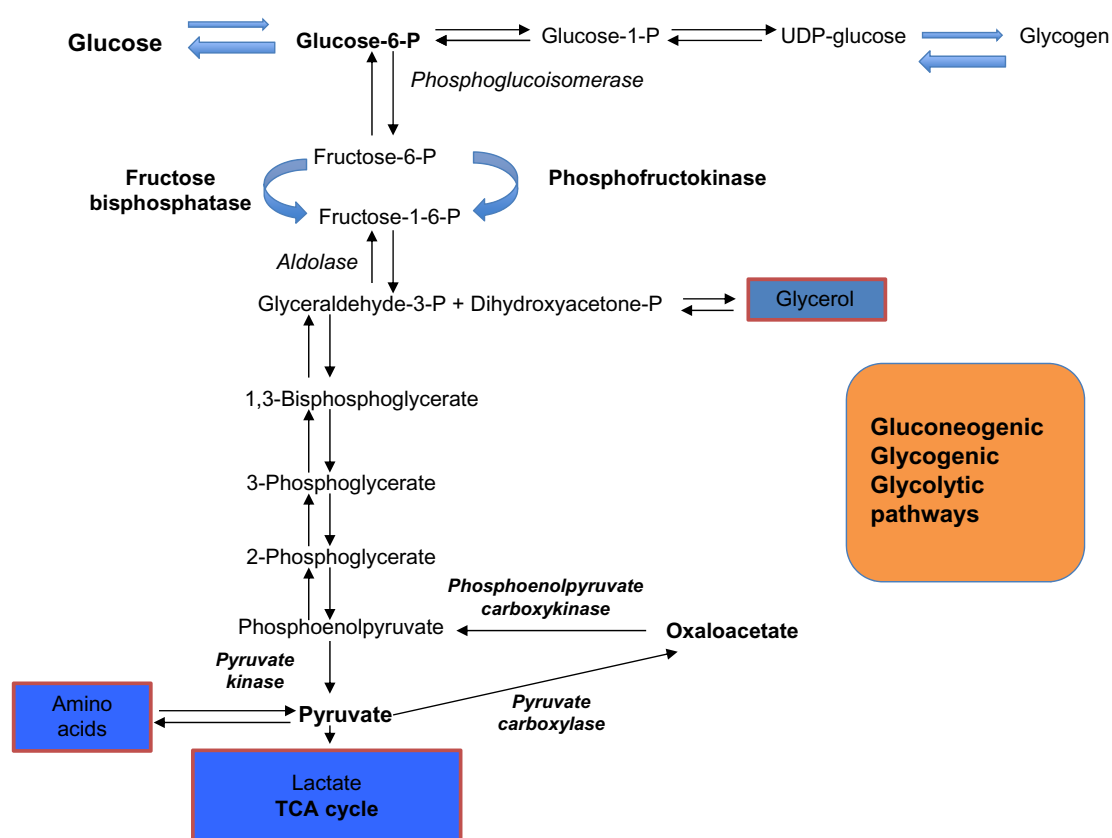 Glucose
Glucose-6-P
Glucose-1-P
UDP-glucose
Glycogen
Phosphoglucoisomerase
Fructose-6-P
Fructose
bisphosphatase
Phosphofructokinase
Fructose-1-6-P
Aldolase
Glyceraldehyde-3-P + Dihydroxyacetone-P
Glycerol
1,3-Bisphosphoglycerate
Gluconeogenic
Glycogenic
Glycolytic
pathways
3-Phosphoglycerate
2-Phosphoglycerate
Phosphoenolpyruvate
carboxykinase
Phosphoenolpyruvate
Oxaloacetate
Pyruvate
kinase
Amino
acids
Pyruvate
Pyruvate
carboxylase
Lactate
TCA cycle